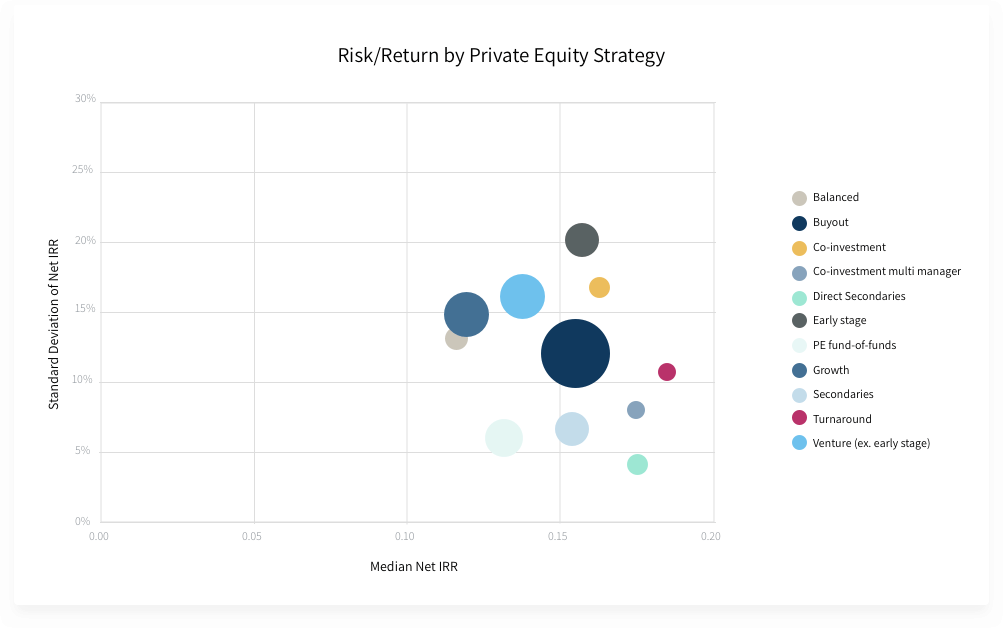 Risk/Return by Private Equity Strategy
30%
25%
20%
15%
10%
5%
0%
Standard Deviation of Net IRR
0.00
0.05
0.10
0.15
0.20
Median Net IRR
Balanced
Buyout
Co-investment
Co-investment multi manager
Direct Secondaries
Early stage
PE fund-of-funds
Growth
Secondaries
Turnaround
Venture (ex. early stage)